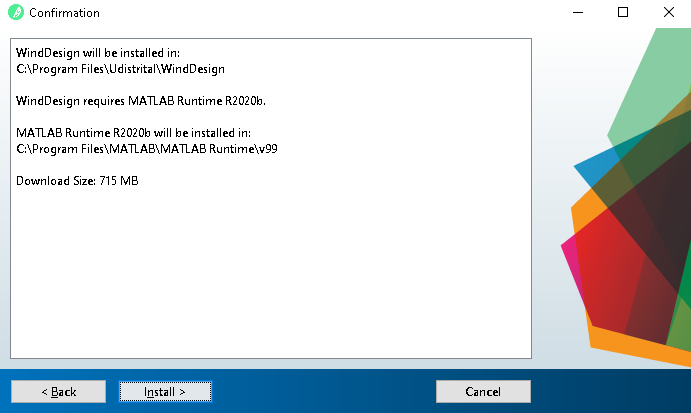 Confirmation
WindDesign will be installed in:
C:\Program Files\Udistrital\WindDesign
WindDesign requires MATLAB Runtime R2020b.
MATLAB Runtime R2020b will be installed in:
C:\Program Files\MATLAB\MATLAB Runtime\v99
Download Size: 715 MB
< Back
Install >
Cancel